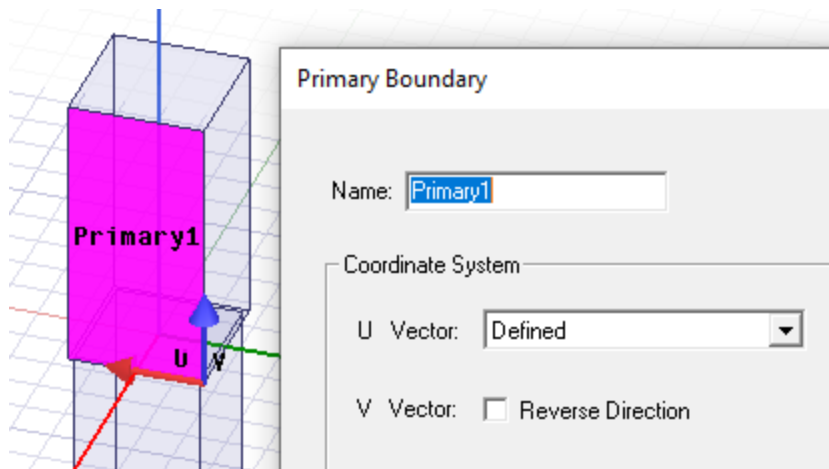 Primary Boundary
Name: Primary1
Primary1
Coordinate System
U Vector: Defined
U V
V Vector: Reverse Direction